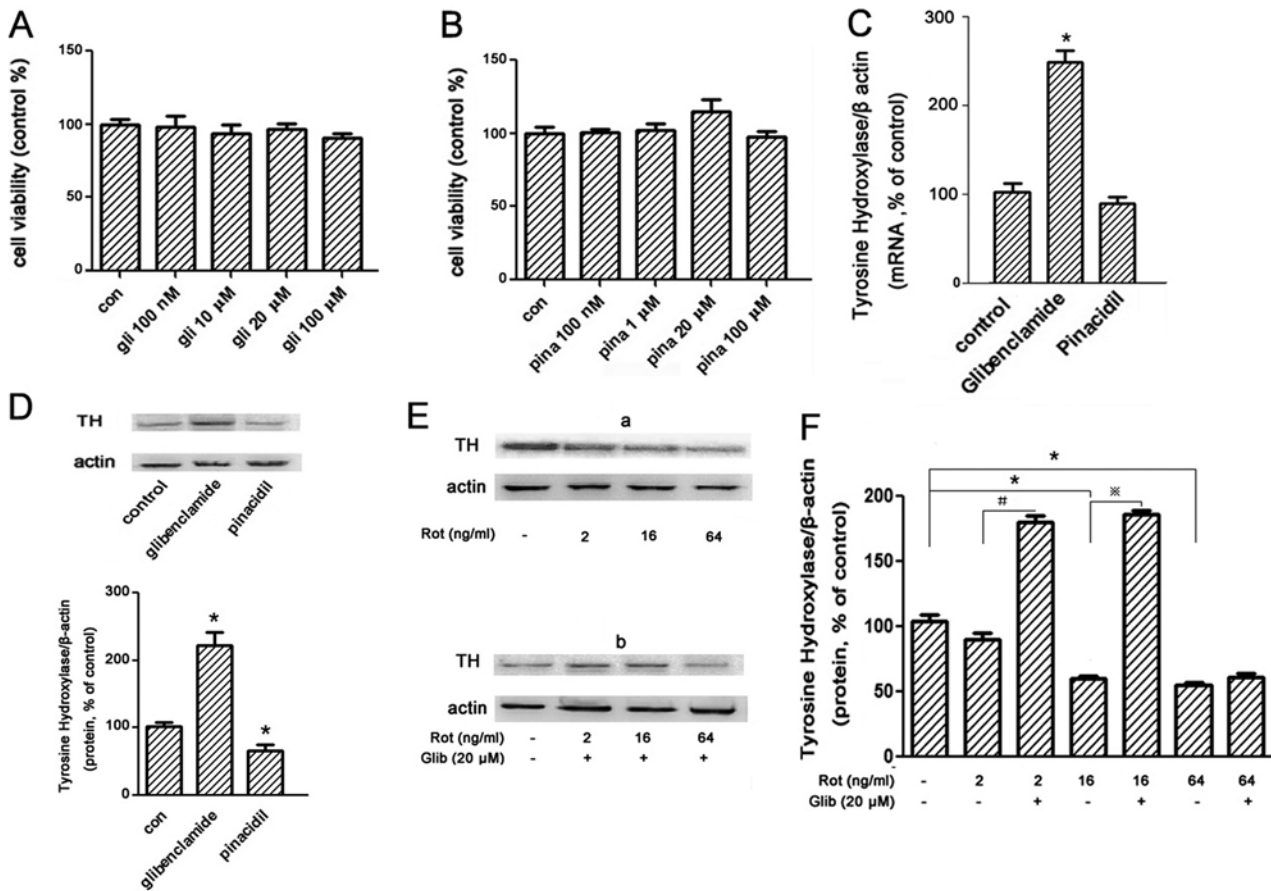 A
cell viability (control %)
150
100
50
0
con
gli 100 nM
gli 10 µM
gli 20 µM
gli 100 µM
B
cell viability (control %)
150
100
50
0
con
pina 100 nM
pina 1 µM
pina 20 µM
pina 100 µM
C
Tyrosine Hydroxylase/β actin
(mRNA ,% of control)
300
200
100
0
*
control
Glibenclamide
Pinacidil
D
TH
actin
control
glibenclamide
pinacidil
Tyrosine Hydroxylase/β-actin
(protein, % of control)
300
200
100
0
*
*
con
glibenclamide
pinacidil
E
a
TH
actin
Rot (ng/ml) - 2 16 64
b
TH
actin
Rot (ng/ml) - 2 16 64
Glib (20 µM) - + + +
F
Tyrosine Hydroxylase/β-actin
(protein, % of control)
200
150
100
50
0
*
*
#
※
Rot (ng/ml) - 2 2 16 16 64 64
Glib (20 µM) - - + - + - +